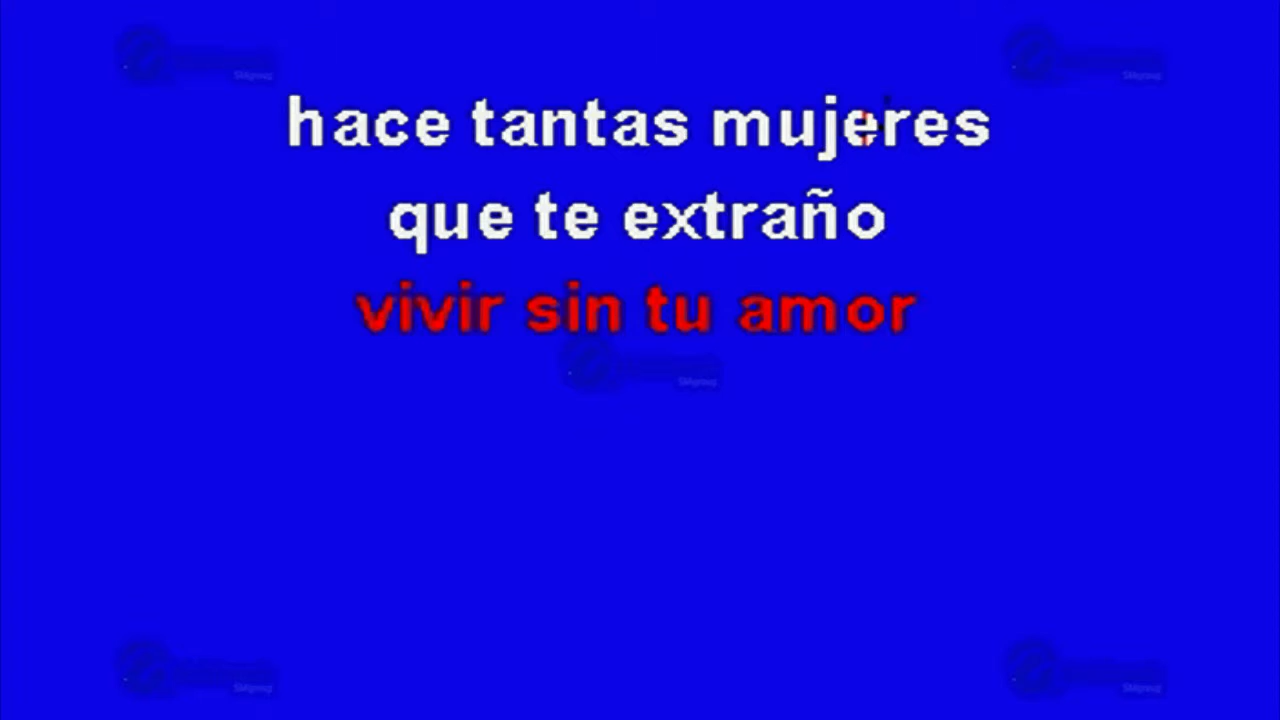 hace tantas mujeres
que te extraño
vivir sin tu amor